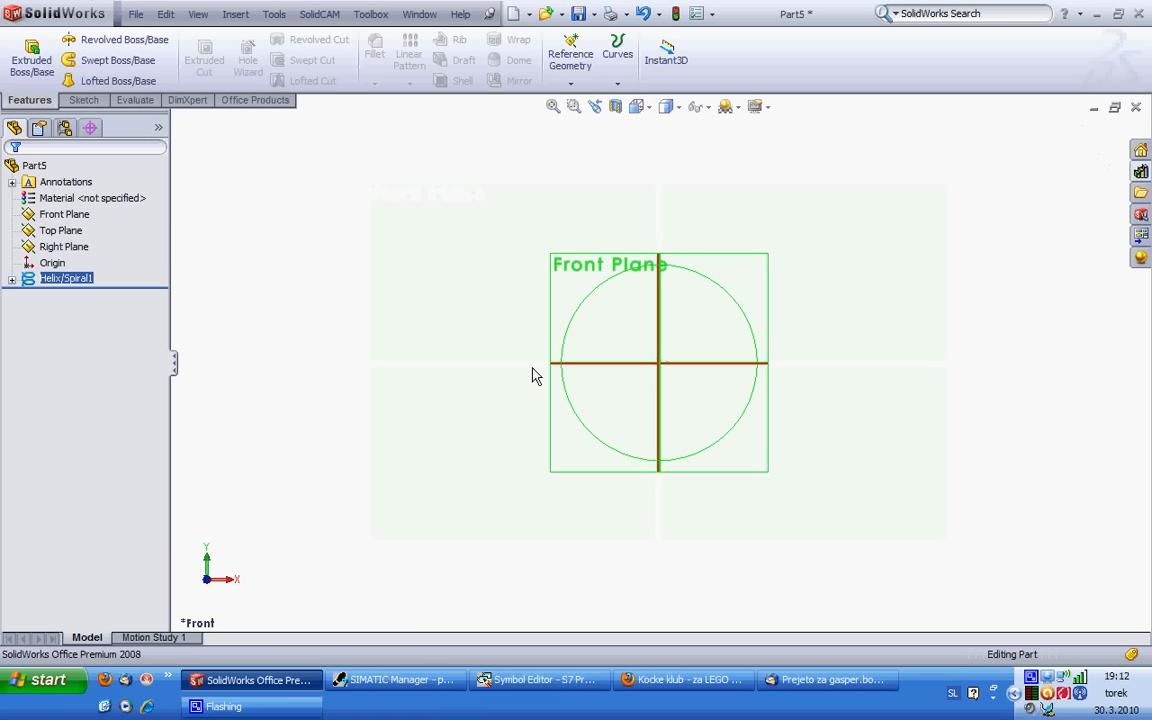 SolidWorks File Edit View Insert Tools SolidCAM Toolbox Window Help Part5 * SolidWorks Search
Extruded Boss/Base
Revolved Boss/Base
Swept Boss/Base
Lofted Boss/Base
Extruded Cut
Hole Wizard
Revolved Cut
Swept Cut
Lofted Cut
Fillet
Linear Pattern
Rib
Draft
Shell
Wrap
Dome
Mirror
Reference Geometry
Curves
Instant3D
Features Sketch Evaluate DimXpert Office Products
Part5
Annotations
Material <not specified>
Front Plane
Top Plane
Right Plane
Origin
Helix/Spiral1
Front Plane
Y
X
*Front
Model Motion Study 1
SolidWorks Office Premium 2008 Editing Part
start SolidWorks Office Pre... SIMATIC Manager - p... Symbol Editor - S7 Pr... Kocke klub - za LEGO ... Prejeto za gasper.bo... 19:12
SL torek
Flashing 30.3.2010